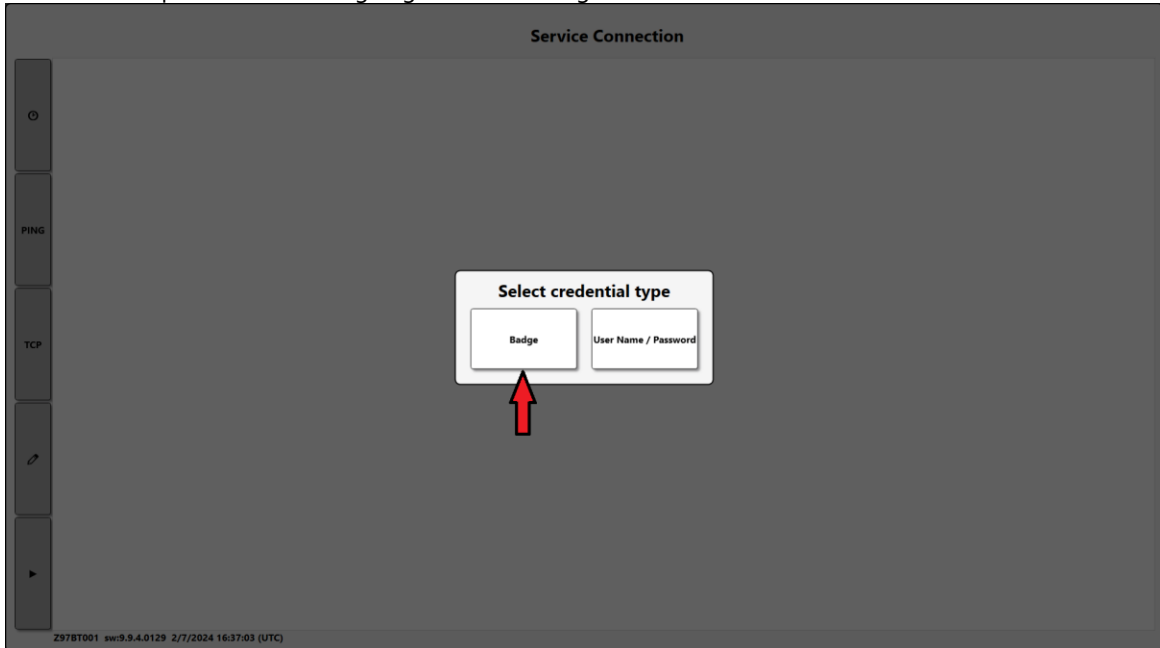 Service Connection
PING
Select credential type
Badge
User Name / Password
TCP
Z97BT001 sw:9.9.4.0129 2/7/2024 16:37:03 (UTC)